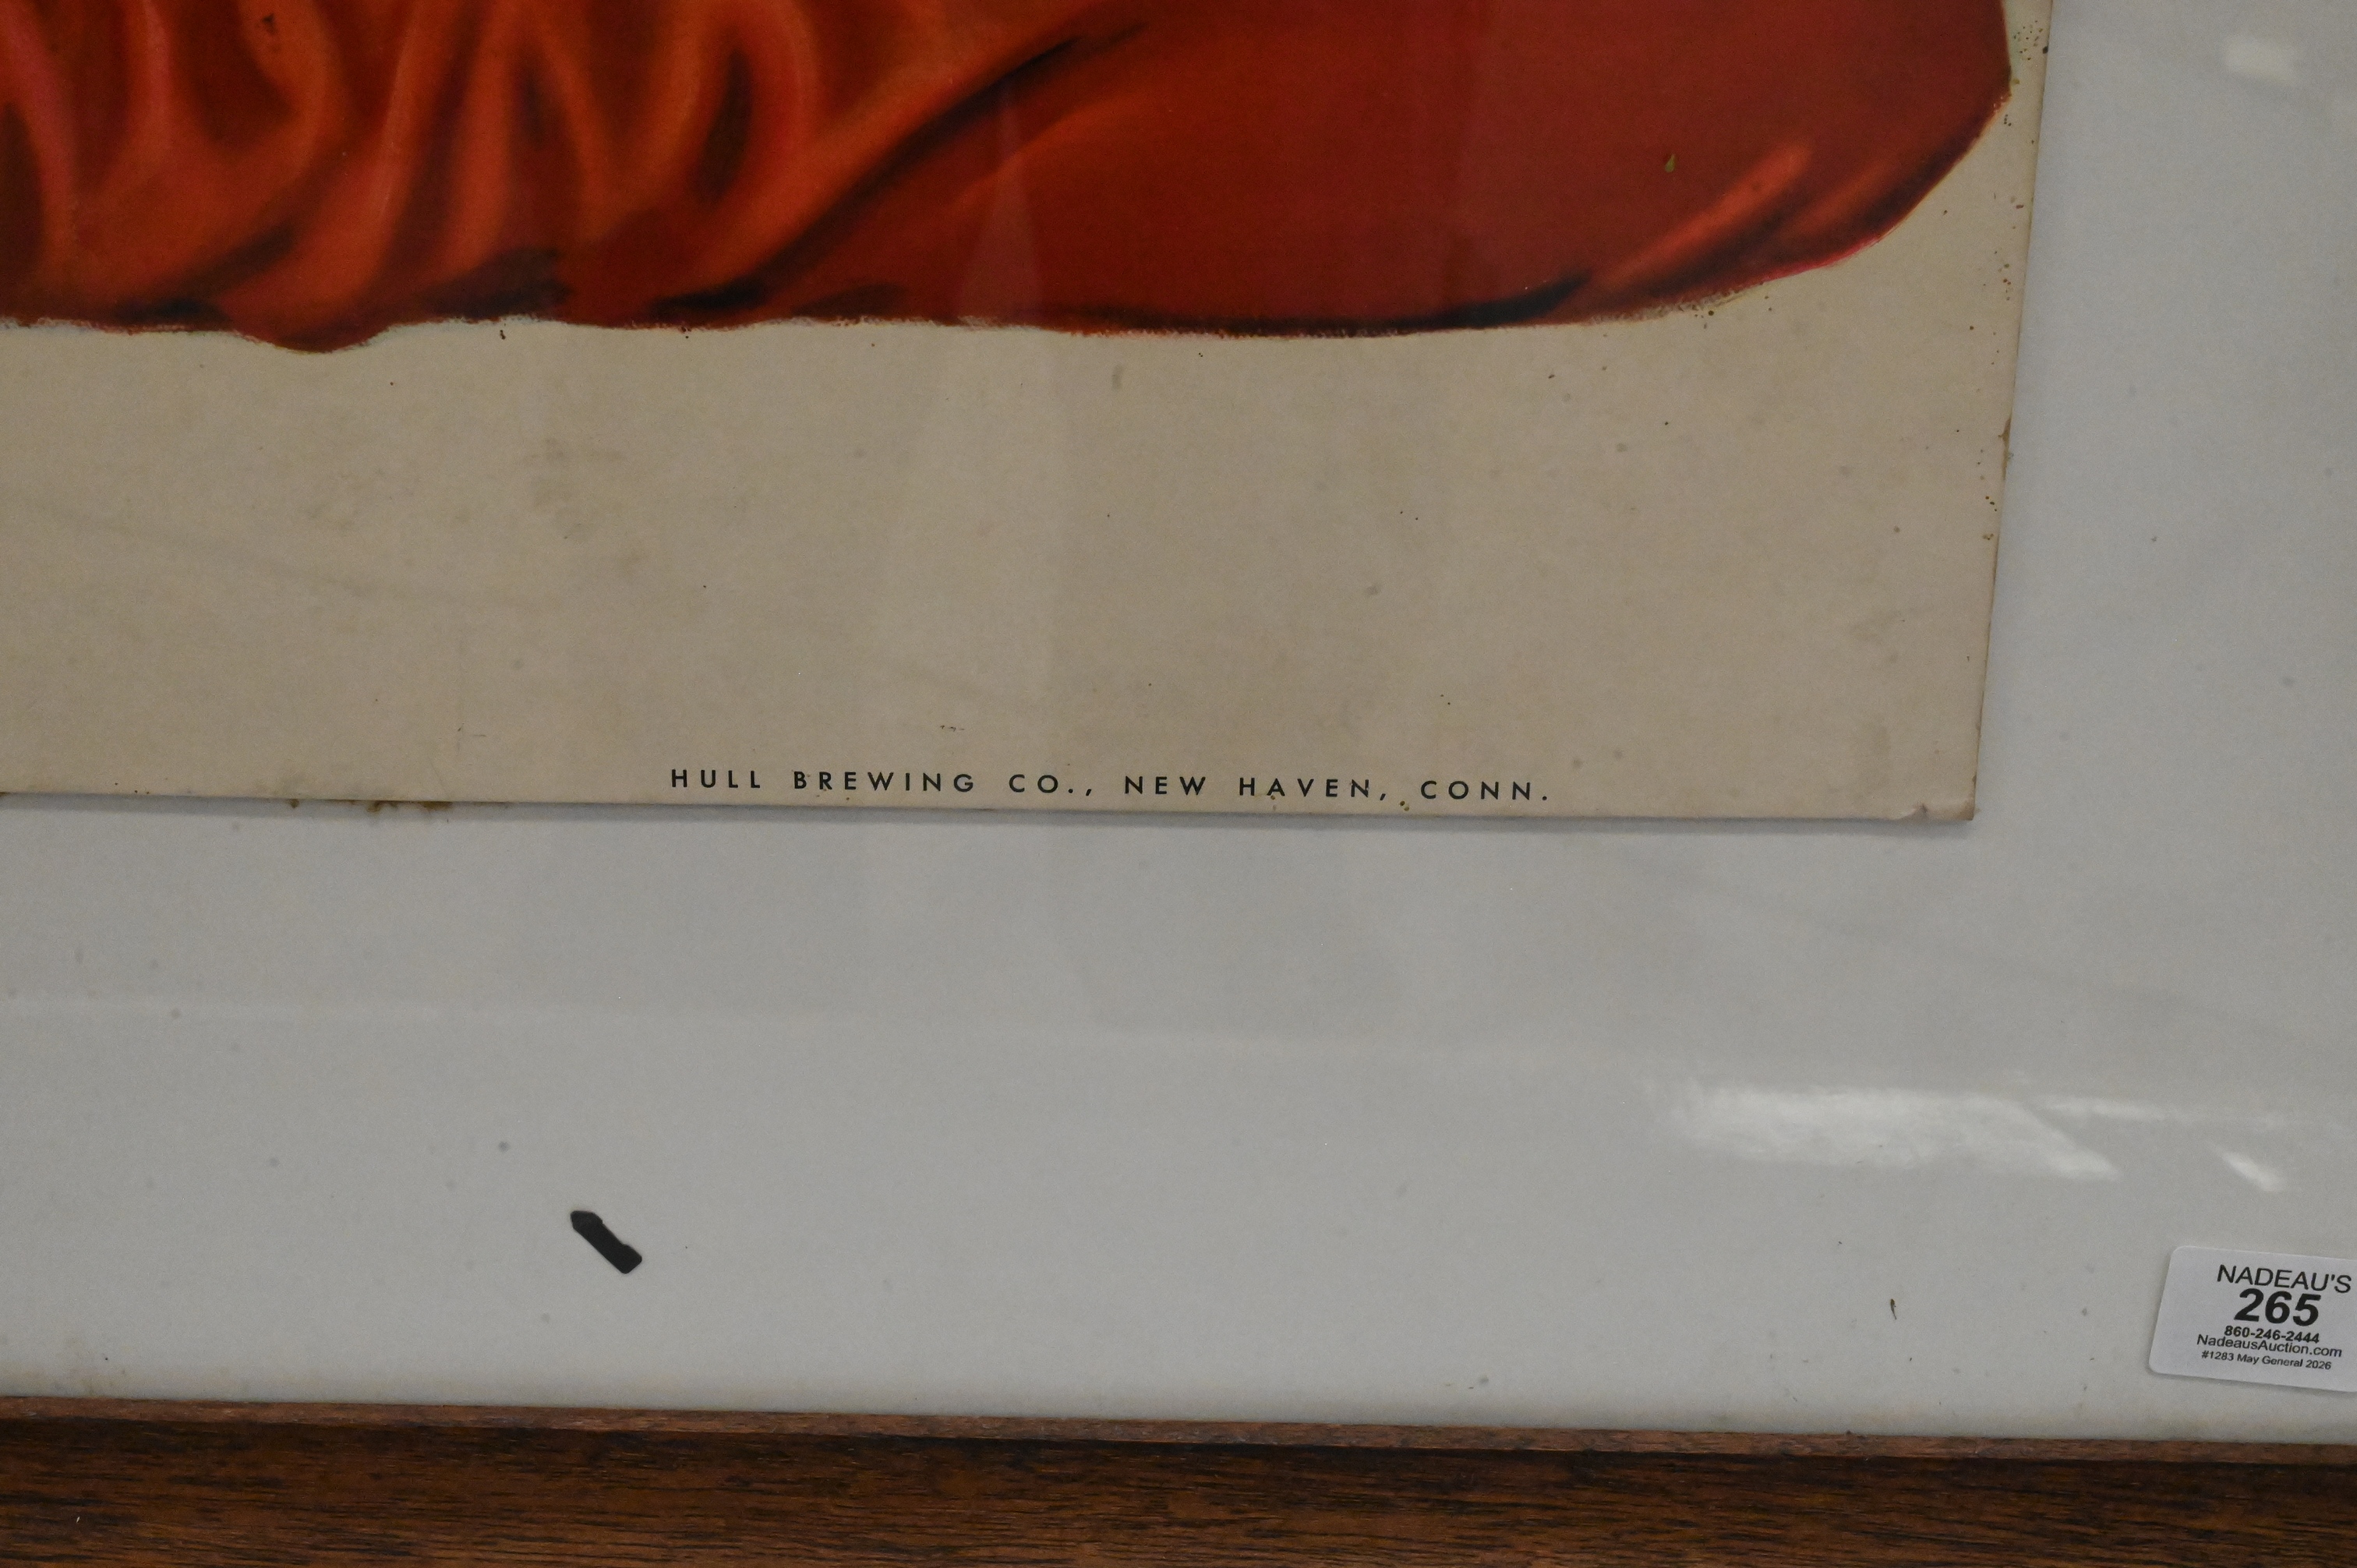 HULL BREWING CO., NEW HAVEN, CONN.
NADEAU'S
265
860-246-2444
NadeausAuction.com
#1283 May General 2026